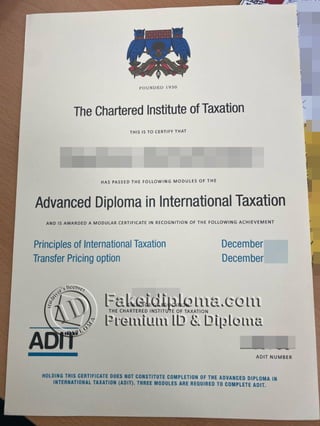 FOUNDED 1930
The Chartered Institute of Taxation
THIS IS TO CERTIFY THAT
HAS PASSED THE FOLLOWING MODULES OF THE
Advanced Diploma in International Taxation
AND IS AWARDED A MODULAR CERTIFICATE IN RECOGNITION OF THE FOLLOWING ACHIEVEMENT
Principles of International Taxation December
Transfer Pricing option December
Fakeidiploma.com
THE CHARTERED INSTITUTE OF TAXATION
Premium ID & Diploma
AD
ADIT
ADIT NUMBER
HOLDING THIS CERTIFICATE DOES NOT CONSTITUTE COMPLETION OF THE ADVANCED DIPLOMA IN
INTERNATIONAL TAXATION (ADIT). THREE MODULES ARE REQUIRED TO COMPLETE ADIT.